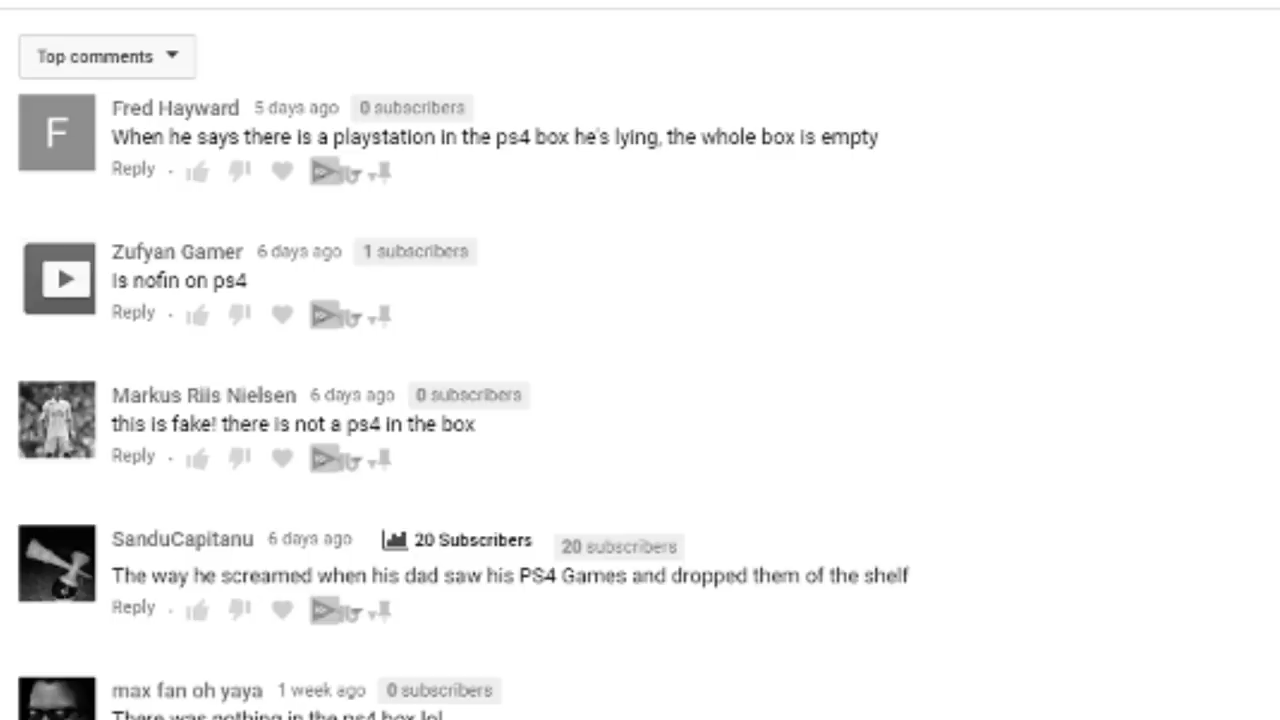 Top comments
F
Fred Hayward 5 days ago 0 subscribers
When he says there is a playstation in the ps4 box he's lying, the whole box is empty
Reply
Zufyan Gamer 6 days ago 1 subscribers
Is nofin on ps4
Reply
Markus Riis Nielsen 6 days ago 0 subscribers
this is fake! there is not a ps4 in the box
Reply
SanduCapitanu 6 days ago 20 Subscribers 20 subscribers
The way he screamed when his dad saw his PS4 Games and dropped them of the shelf
Reply
max fan oh yaya 1 week ago 0 subscribers
There was nothing in the ps4 box lol